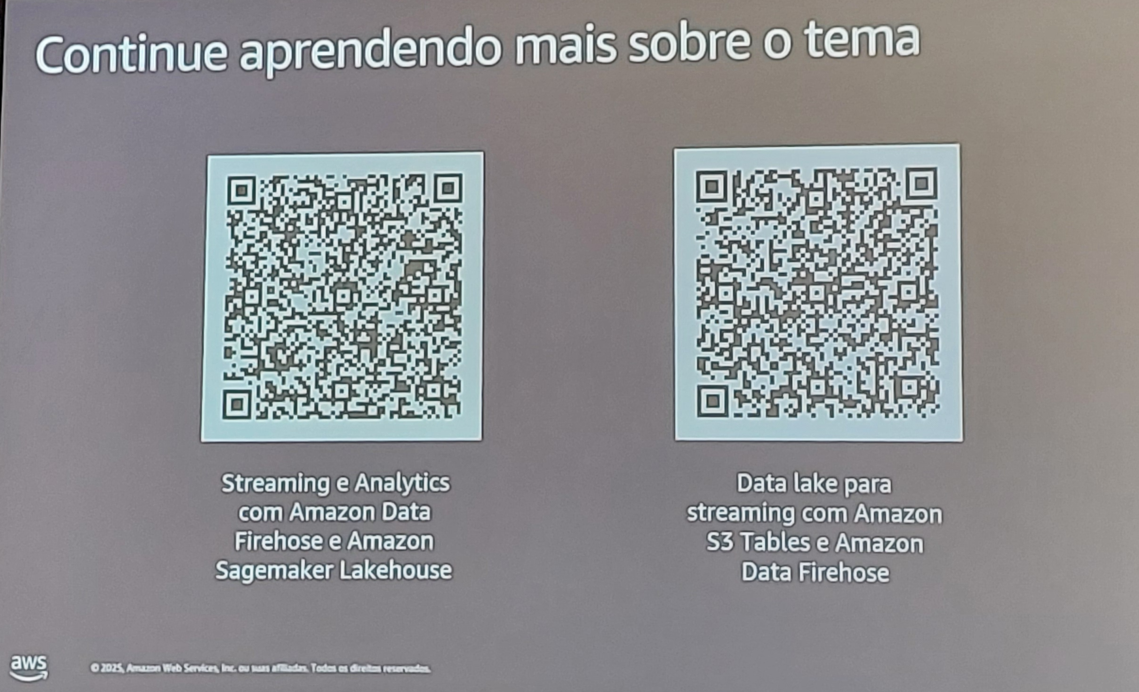 Continue aprendendo mais sobre o tema
Streaming e Analytics
com Amazon Data
Firehose e Amazon
Sagemaker Lakehouse
Data lake para
streaming com Amazon
S3 Tables e Amazon
Data Firehose
aws
© 2025, Amazon Web Services, Inc. ou suas afiliadas. Todos os direitos reservados.